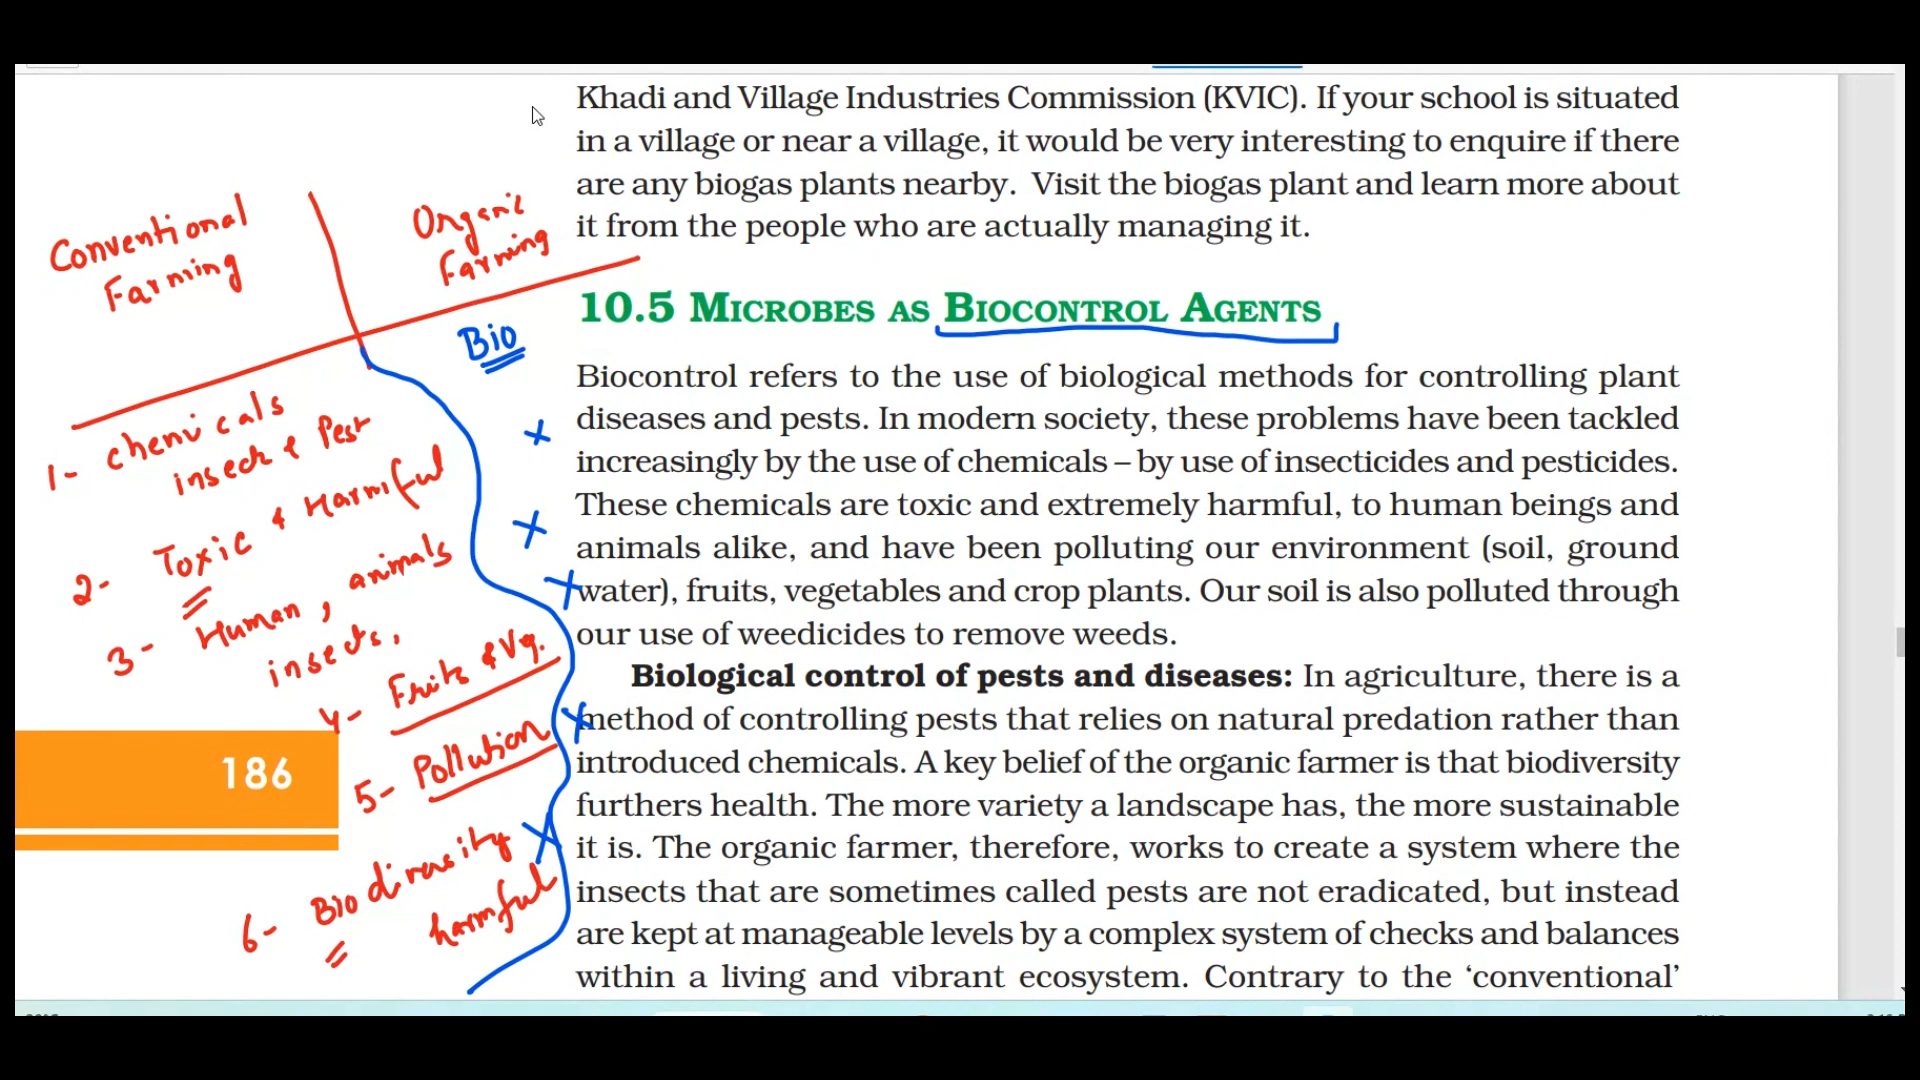 Khadi and Village Industries Commission (KVIC). If your school is situated
in a village or near a village, it would be very interesting to enquire if there
are any biogas plants nearby. Visit the biogas plant and learn more about
it from the people who are actually managing it.
Conventional
Farming
Organic
Farming
10.5 MICROBES AS BIOCONTROL AGENTS
Bio
Biocontrol refers to the use of biological methods for controlling plant
diseases and pests. In modern society, these problems have been tackled
increasingly by the use of chemicals – by use of insecticides and pesticides.
These chemicals are toxic and extremely harmful, to human beings and
animals alike, and have been polluting our environment (soil, ground
water), fruits, vegetables and crop plants. Our soil is also polluted through
our use of weedicides to remove weeds.
Biological control of pests and diseases: In agriculture, there is a
method of controlling pests that relies on natural predation rather than
introduced chemicals. A key belief of the organic farmer is that biodiversity
furthers health. The more variety a landscape has, the more sustainable
it is. The organic farmer, therefore, works to create a system where the
insects that are sometimes called pests are not eradicated, but instead
are kept at manageable levels by a complex system of checks and balances
within a living and vibrant ecosystem. Contrary to the ‘conventional’
1- chemicals
insect & Pest
2- Toxic & Harmful
3- Human, animals
insects,
4- Fruits & Vg.
5- Pollution
6- Biodiversity
harmful
186